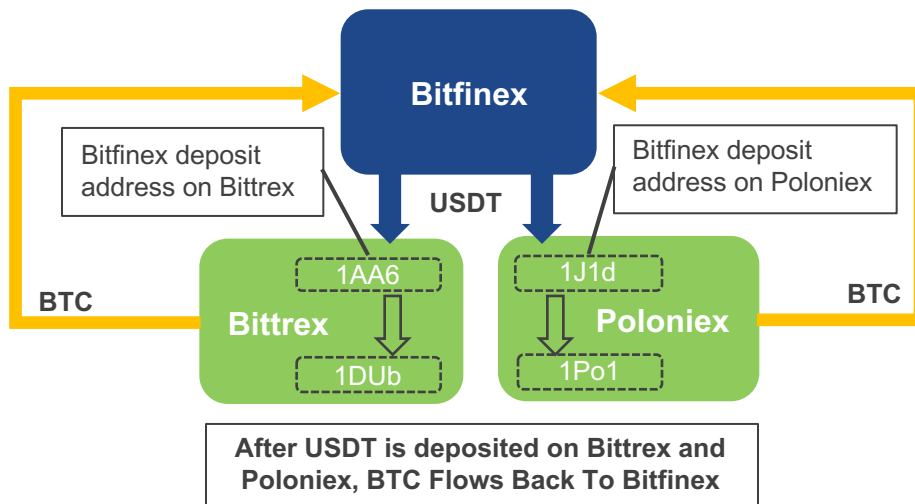 Bitfinex
Bitfinex deposit
address on Bittrex
Bitfinex deposit
address on Poloniex
USDT
1AA6
1J1d
BTC
BTC
Bittrex
Poloniex
1DUb
1Po1
After USDT is deposited on Bittrex and
Poloniex, BTC Flows Back To Bitfinex